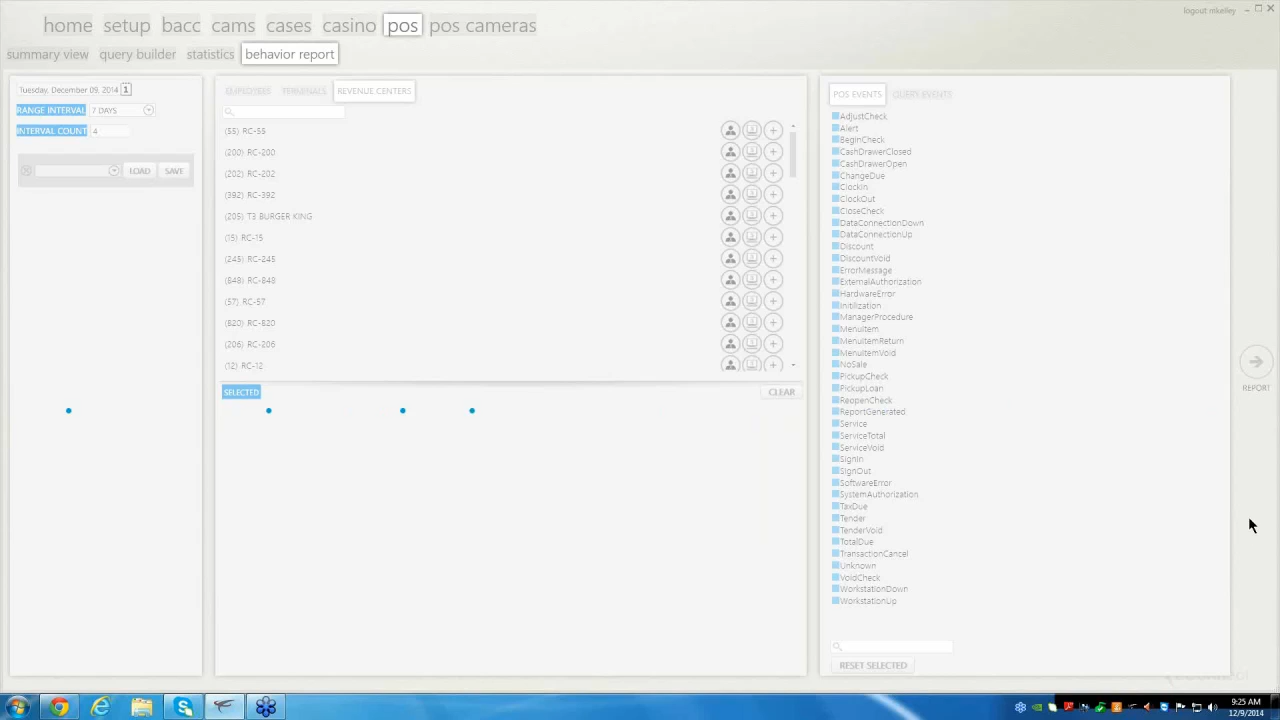 logout mkelley
home setup bacc cams cases casino pos pos cameras
summary view query builder statistics behavior report
Tuesday, December 09, 2014 1
RANGE INTERVAL 7 DAYS
INTERVAL COUNT 4
SAVE
EMPLOYEES TERMINALS REVENUE CENTERS
(55) RC-55
(200) RC-200
(202) RC-202
(392) RC-392
(205) T3 BURGER KING
(15) RC-15
(245) RC-245
(848) RC-848
(57) RC-57
(820) RC-820
(206) RC-206
(12) RC-12
SELECTED CLEAR
POS EVENTS QUERY EVENTS
AdjustCheck
Alert
BeginCheck
CashDrawerClosed
CashDrawerOpen
ChangeDue
ClockIn
ClockOut
CloseCheck
DataConnectionDown
DataConnectionUp
Discount
DiscountVoid
ErrorMessage
ExternalAuthorization
HardwareError
Initilization
ManagerProcedure
MenuItem
MenuItemReturn
MenuItemVoid
NoSale
PickupCheck
PickupLoan
ReopenCheck
ReportGenerated
Service
ServiceTotal
ServiceVoid
SignIn
SignOut
SoftwareError
SystemAuthorization
TaxDue
Tender
TenderVoid
TotalDue
TransactionCancel
Unknown
VoidCheck
WorkstationDown
WorkstationUp
RESET SELECTED
REPORT
9:25 AM
12/9/2014